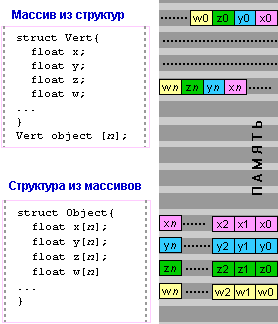 Массив из структур
struct Vert{
float x;
float y;
float z;
float w;
...
}
Vert object [n];
...... w0 z0 y0 x0
wn zn yn xn ......
ПАМЯТЬ
Структура из массивов
struct Object{
float x[n];
float y[n];
float z[n];
float w[n]
...
}
xn ...... x2 x1 x0
yn ...... y2 y1 y0
zn ...... z2 z1 z0
wn ...... w2 w1 w0